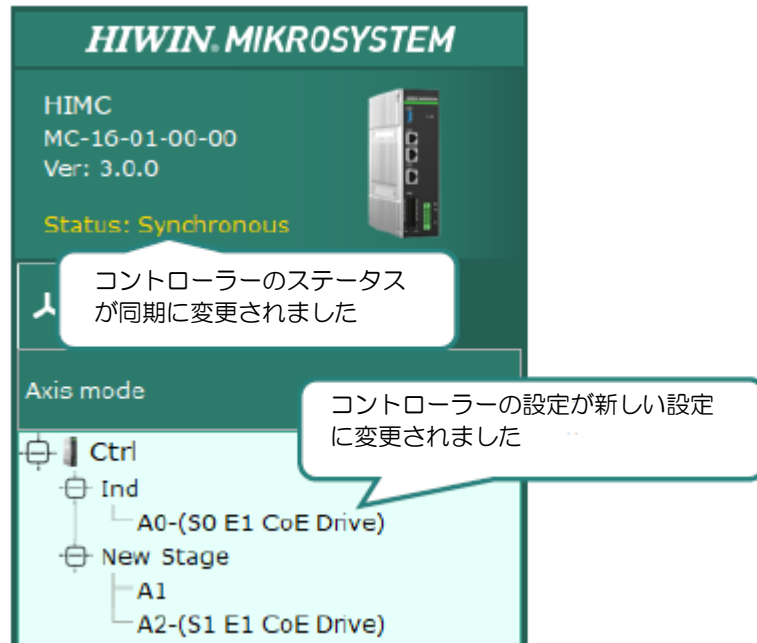 HIWIN. MIKROSYSTEM
HIMC
MC-16-01-00-00
Ver: 3.0.0
Status: Synchronous
コントローラーのステータス
が同期に変更されました
Axis mode
コントローラーの設定が新しい設定
に変更されました
Ctrl
Ind
A0-(S0 E1 CoE Drive)
New Stage
A1
A2-(S1 E1 CoE Drive)